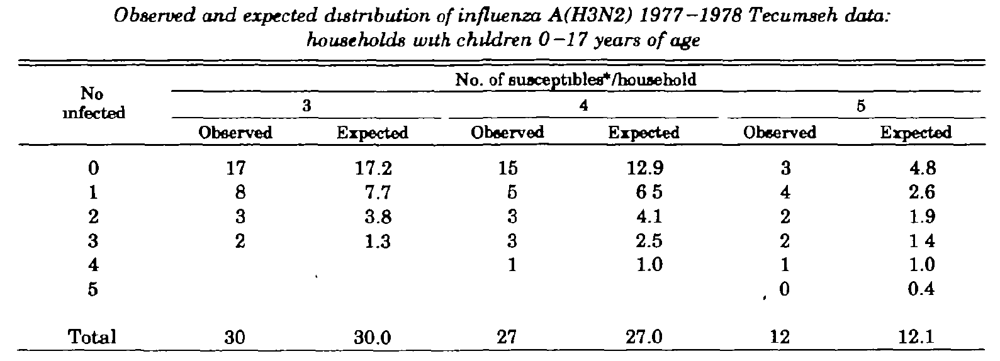 Observed and expected distribution of influenza A(H3N2) 1977–1978 Tecumseh data:
households with children 0–17 years of age
No. of susceptibles*/household
No
infected
3 4 5
Observed Expected Observed Expected Observed Expected
0 17 17.2 15 12.9 3 4.8
1 8 7.7 5 6 5 4 2.6
2 3 3.8 3 4.1 2 1.9
3 2 1.3 3 2.5 2 1 4
4 1 1.0 1 1.0
5 0 0.4
Total 30 30.0 27 27.0 12 12.1